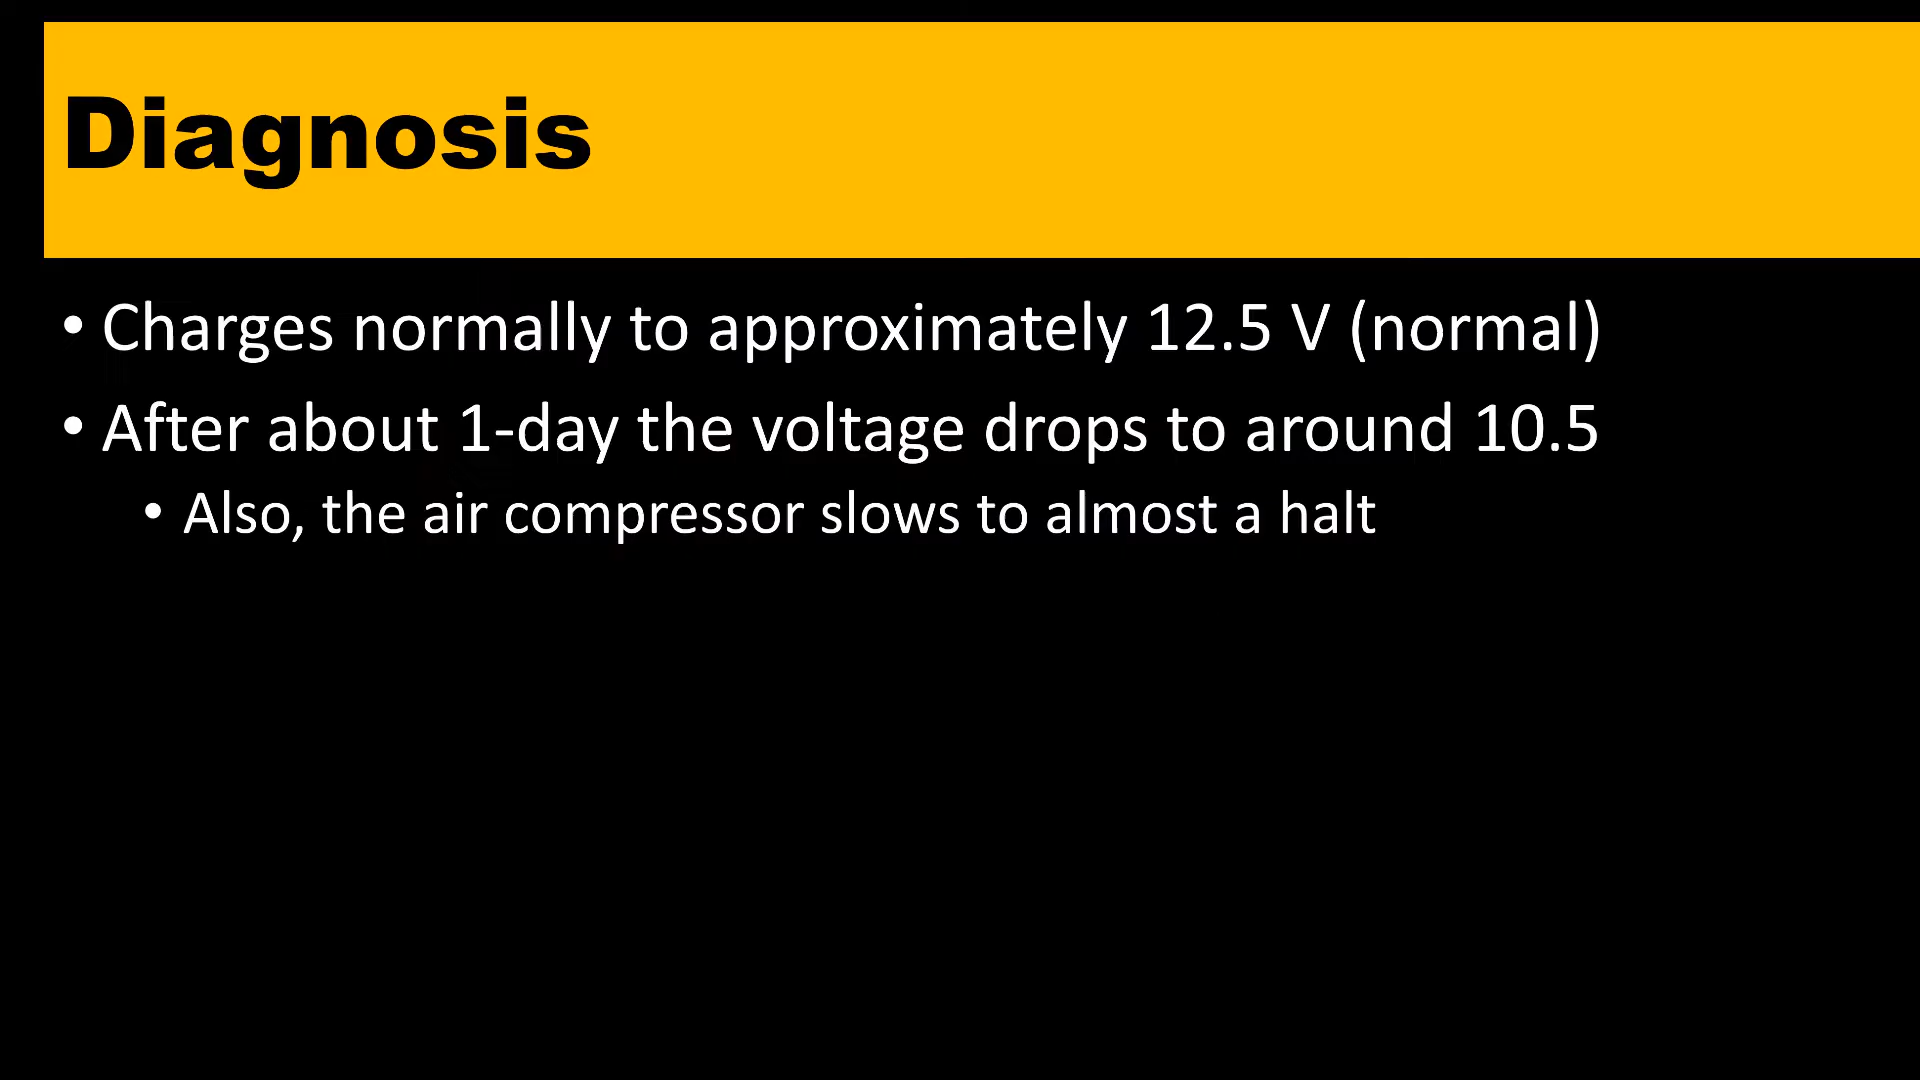 Diagnosis
• Charges normally to approximately 12.5 V (normal)
• After about 1-day the voltage drops to around 10.5
• Also, the air compressor slows to almost a halt